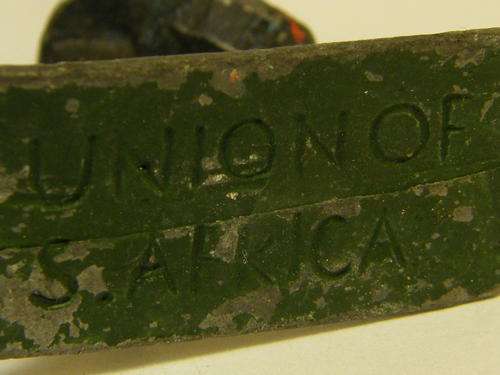 UNION OF
S. AFRICA